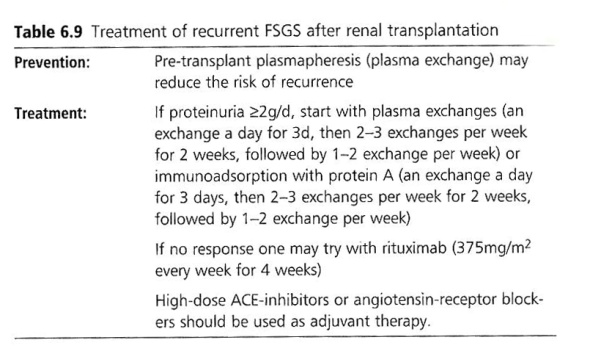 Table 6.9 Treatment of recurrent FSGS after renal transplantation
Prevention: Pre-transplant plasmapheresis (plasma exchange) may
reduce the risk of recurrence
Treatment: If proteinuria ≥2g/d, start with plasma exchanges (an
exchange a day for 3d, then 2–3 exchanges per week
for 2 weeks, followed by 1–2 exchange per week) or
immunoadsorption with protein A (an exchange a day
for 3 days, then 2–3 exchanges per week for 2 weeks,
followed by 1–2 exchange per week)
If no response one may try with rituximab (375mg/m²
every week for 4 weeks)
High-dose ACE-inhibitors or angiotensin-receptor block-
ers should be used as adjuvant therapy.